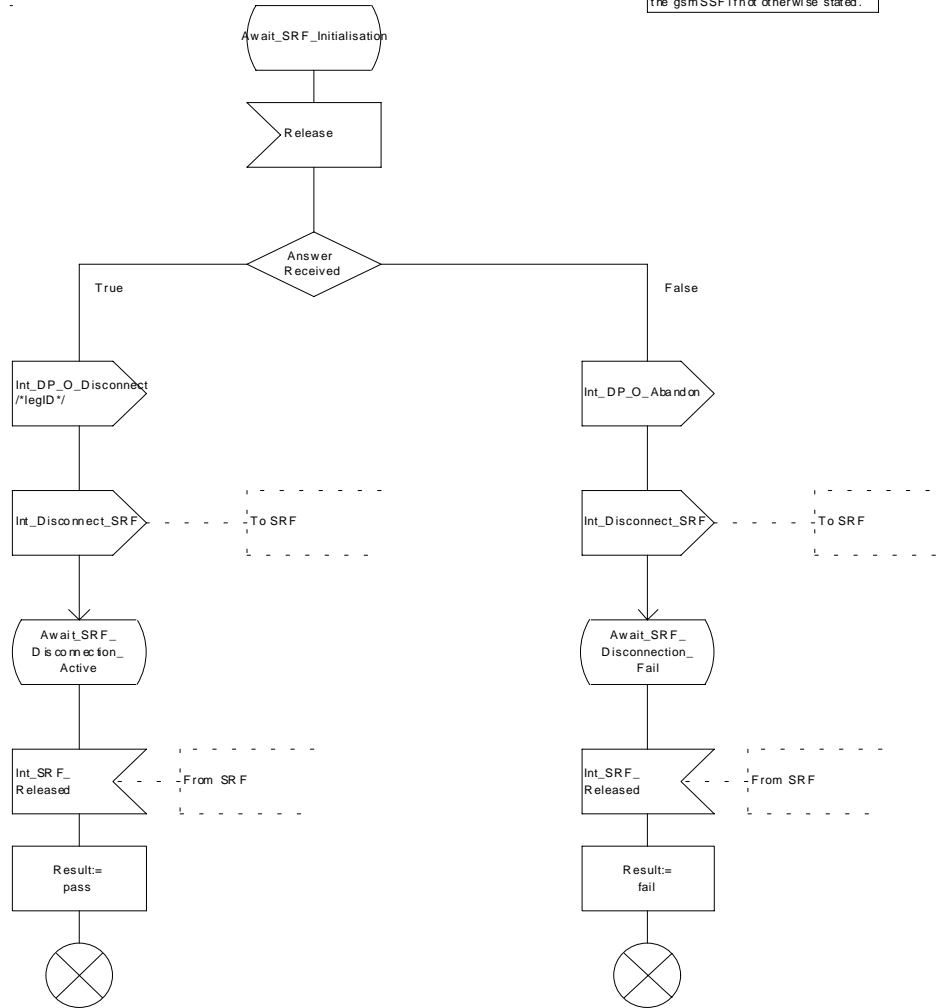 the gsmSSF if not otherwise stated.
Await_SRF_Initialisation
Release
Answer
Received
True
False
Int_DP_O_Disconnect
/*legID*/
Int_DP_O_Abandon
Int_Disconnect_SRF
To SRF
Int_Disconnect_SRF
To SRF
Await_SRF_
Disconnection_
Active
Await_SRF_
Disconnection_
Fail
Int_SRF_
Released
From SRF
Int_SRF_
Released
From SRF
Result:=
pass
Result:=
fail